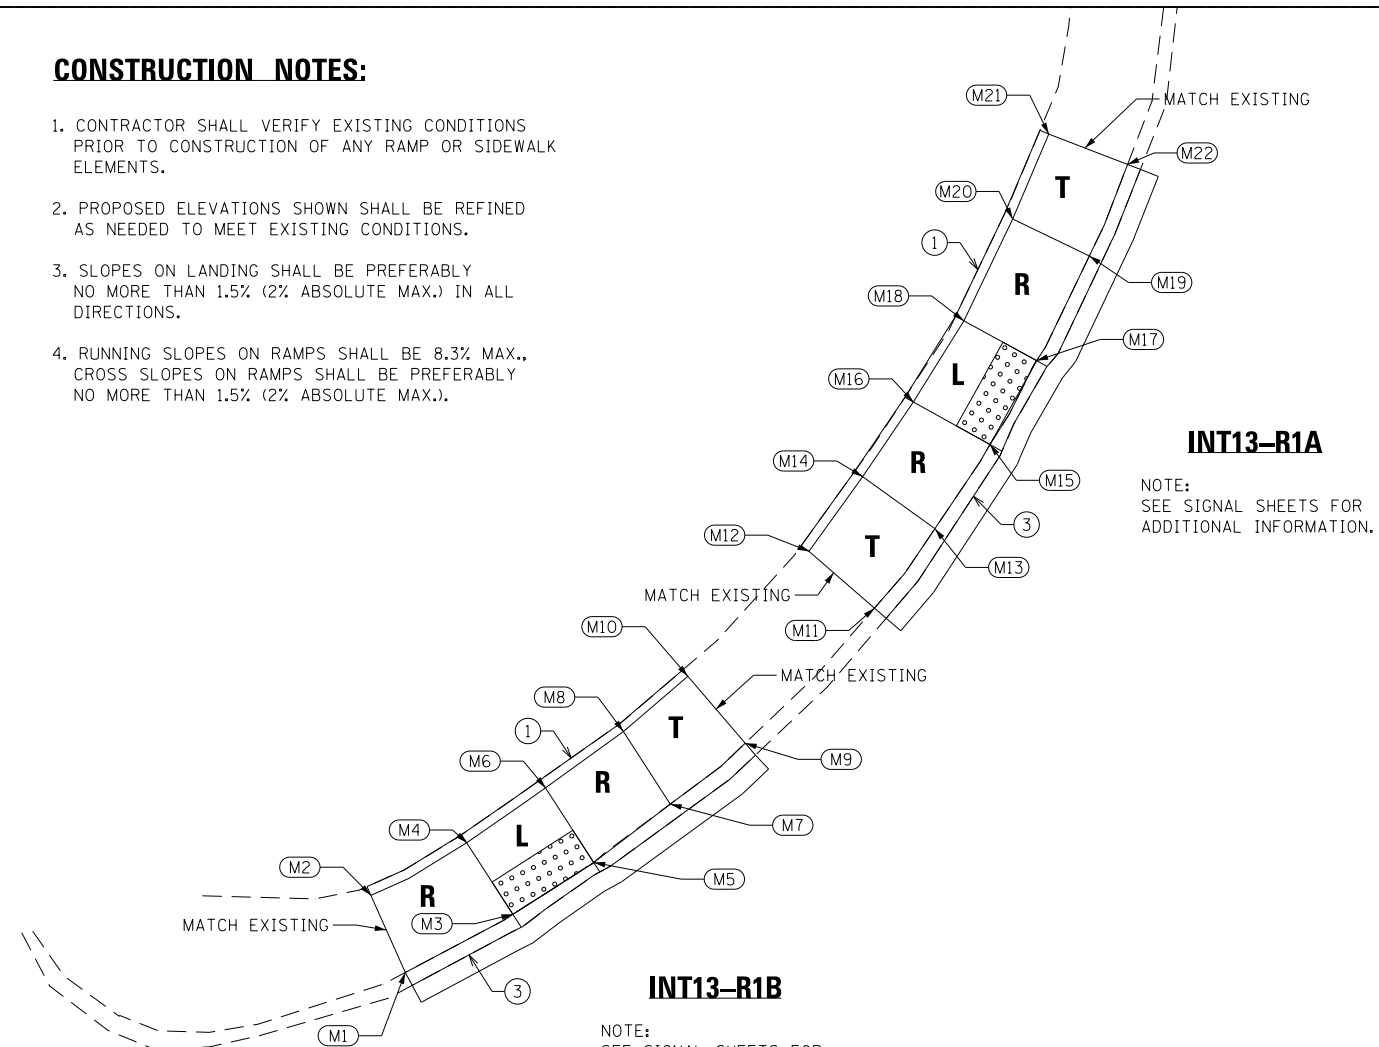 CONSTRUCTION NOTES:
1. CONTRACTOR SHALL VERIFY EXISTING CONDITIONS
PRIOR TO CONSTRUCTION OF ANY RAMP OR SIDEWALK
ELEMENTS.
2. PROPOSED ELEVATIONS SHOWN SHALL BE REFINED
AS NEEDED TO MEET EXISTING CONDITIONS.
3. SLOPES ON LANDING SHALL BE PREFERABLY
NO MORE THAN 1.5% (2% ABSOLUTE MAX.) IN ALL
DIRECTIONS.
4. RUNNING SLOPES ON RAMPS SHALL BE 8.3% MAX.,
CROSS SLOPES ON RAMPS SHALL BE PREFERABLY
NO MORE THAN 1.5% (2% ABSOLUTE MAX.).
M21
MATCH EXISTING
M22
T
M20
1
R
M19
M18
M17
L
M16
INT13–R1A
NOTE:
SEE SIGNAL SHEETS FOR
ADDITIONAL INFORMATION.
M14
R
M15
3
M12
T
M13
MATCH EXISTING
M11
M10
MATCH EXISTING
M8
T
1
M9
M6
R
M7
M4
L
M5
M2
R
M3
MATCH EXISTING
3
M1
INT13–R1B
NOTE:
SEE SIGNAL SHEETS FOR